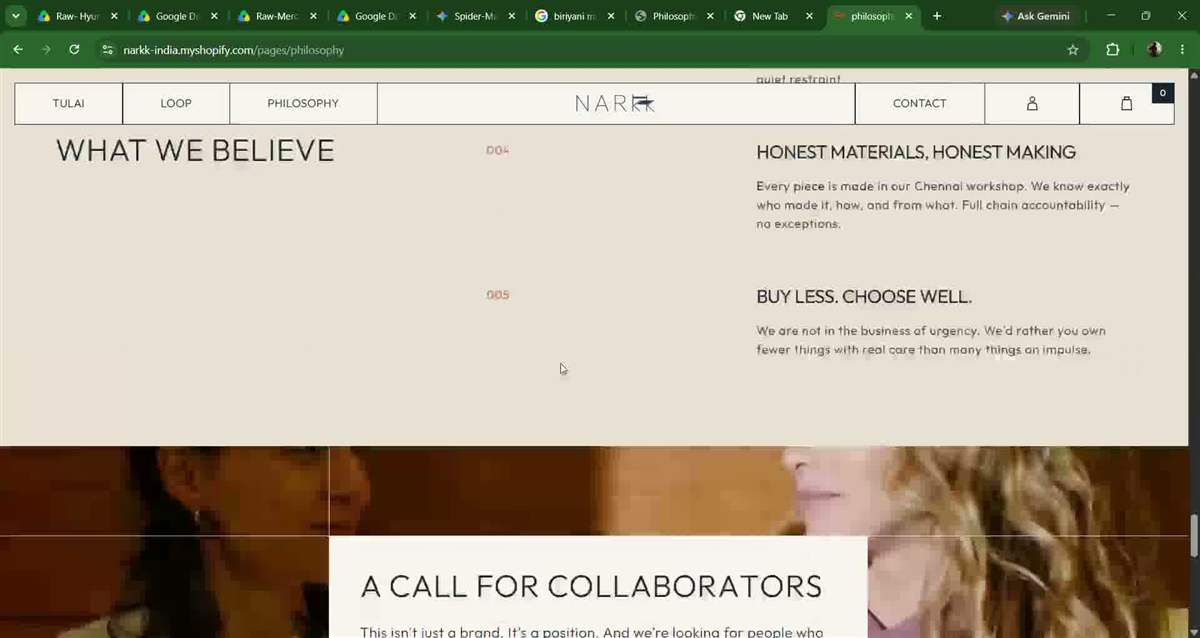 Raw- Hyun
Google D
Raw-Merc
Google D
Spider-Ma
biriyani m
Philosoph
New Tab
philosoph
Ask Gemini
narkk-india.myshopify.com/pages/philosophy
quiet restraint
TULAI
LOOP
PHILOSOPHY
NARKK
CONTACT
0
WHAT WE BELIEVE
004
HONEST MATERIALS, HONEST MAKING
Every piece is made in our Chennai workshop. We know exactly
who made it, how, and from what. Full chain accountability —
no exceptions.
005
BUY LESS. CHOOSE WELL.
We are not in the business of urgency. We'd rather you own
fewer things with real care than many things on impulse.
A CALL FOR COLLABORATORS
This isn't just a brand. It's a position. And we're looking for people who